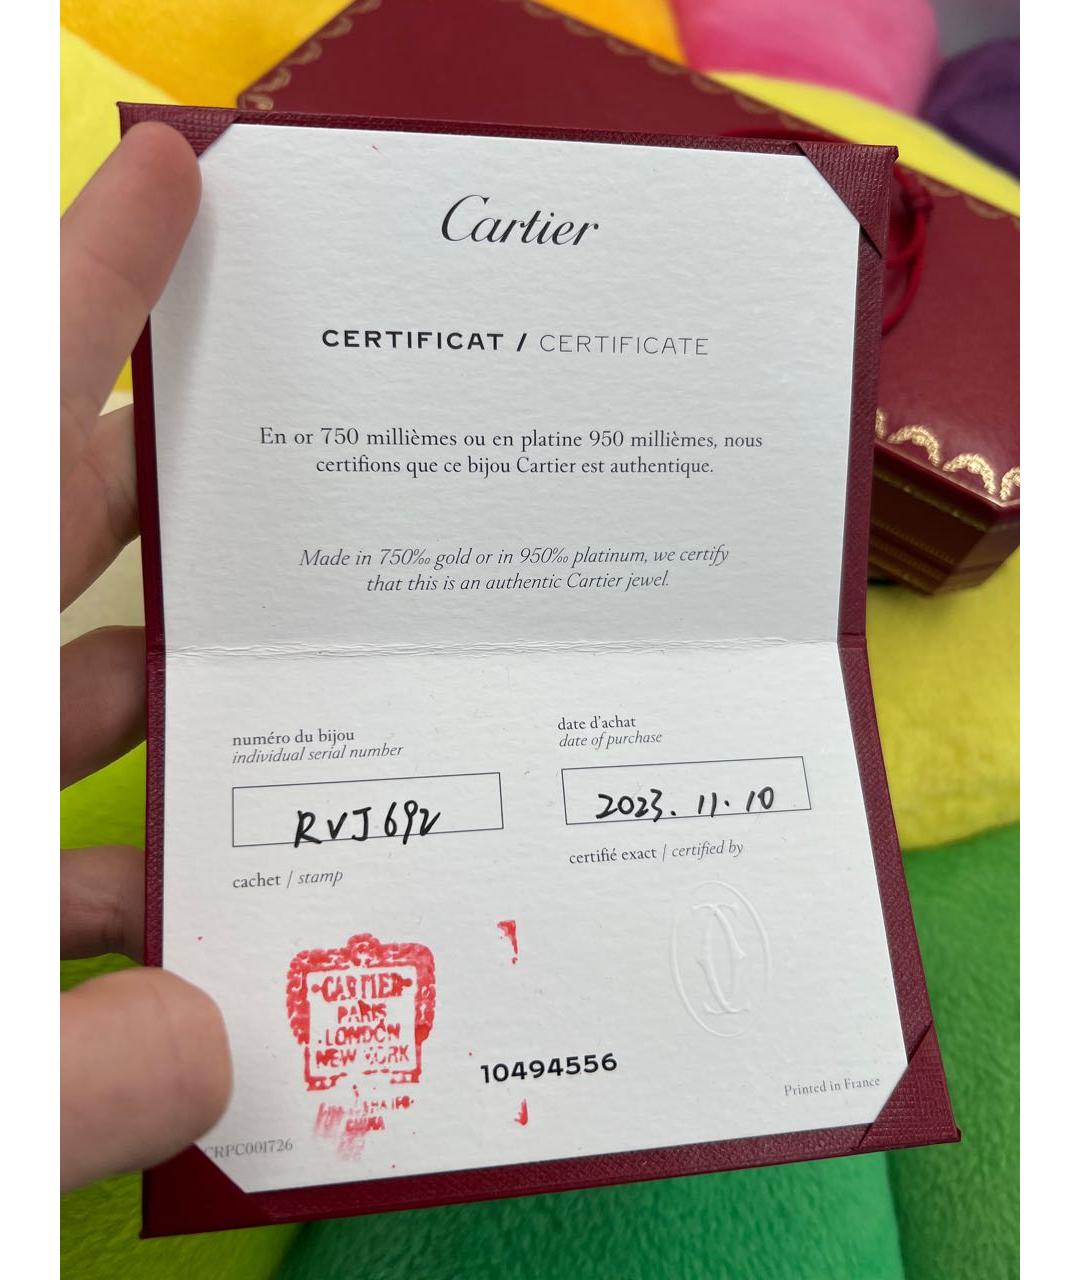 Cartier
CERTIFICAT / CERTIFICATE
En or 750 millièmes ou en platine 950 millièmes, nous
certifions que ce bijou Cartier est authentique.
Made in 750‰ gold or in 950‰ platinum, we certify
that this is an authentic Cartier jewel.
numéro du bijou
individual serial number
RVJ692
date d'achat
date of purchase
2023. 11. 10
cachet / stamp
certifié exact / certified by
CARTIER
PARIS
LONDON
NEW YORK
CHINA
10494556
Printed in France
CRPC001726